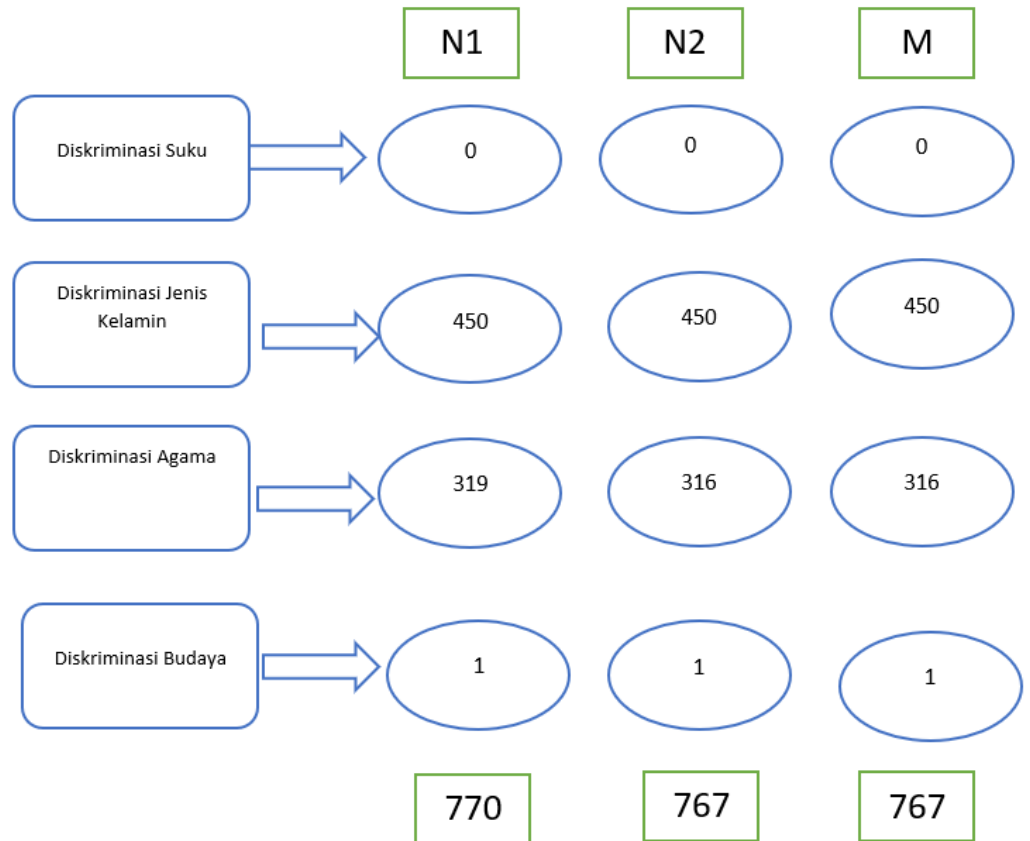 N1 N2 M
Diskriminasi Suku
0 0 0
Diskriminasi Jenis
Kelamin
450 450 450
Diskriminasi Agama
319 316 316
Diskriminasi Budaya
1 1 1
770 767 767